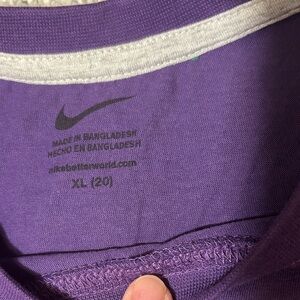 MADE IN BANGLADESH
HECHO EN BANGLADESH
nikebetterworld.com
XL (20)